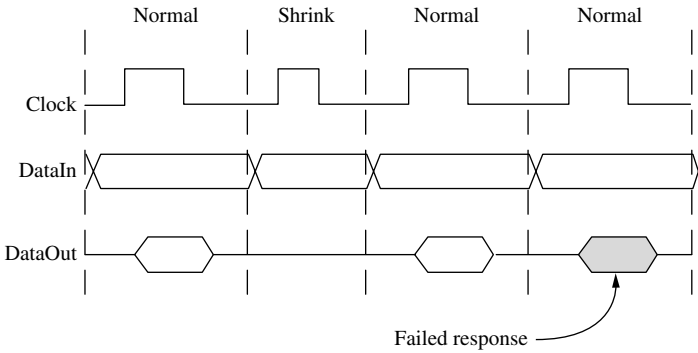 Normal Shrink Normal Normal
Clock
DataIn
DataOut
Failed response